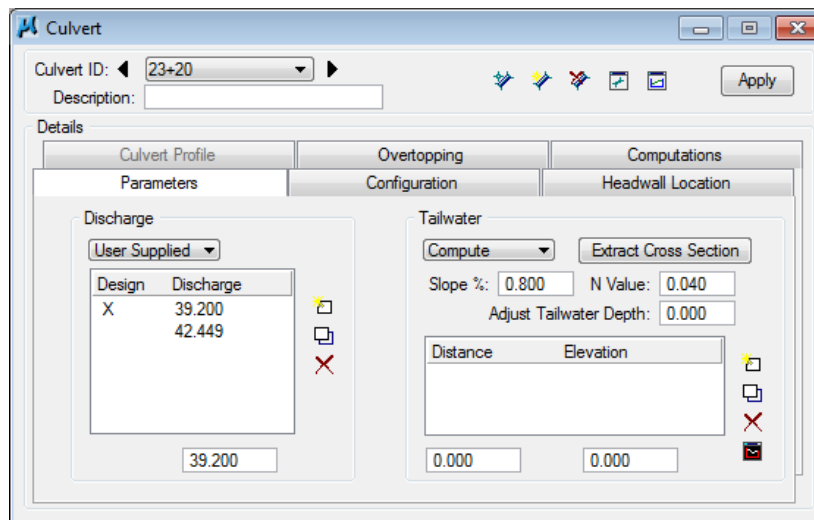 Culvert
Culvert ID: 23+20
Apply
Description:
Details
Culvert Profile Overtopping Computations
Parameters Configuration Headwall Location
Discharge
User Supplied
Design Discharge
X 39.200
42.449
39.200
Tailwater
Compute Extract Cross Section
Slope %: 0.800 N Value: 0.040
Adjust Tailwater Depth: 0.000
Distance Elevation
0.000 0.000